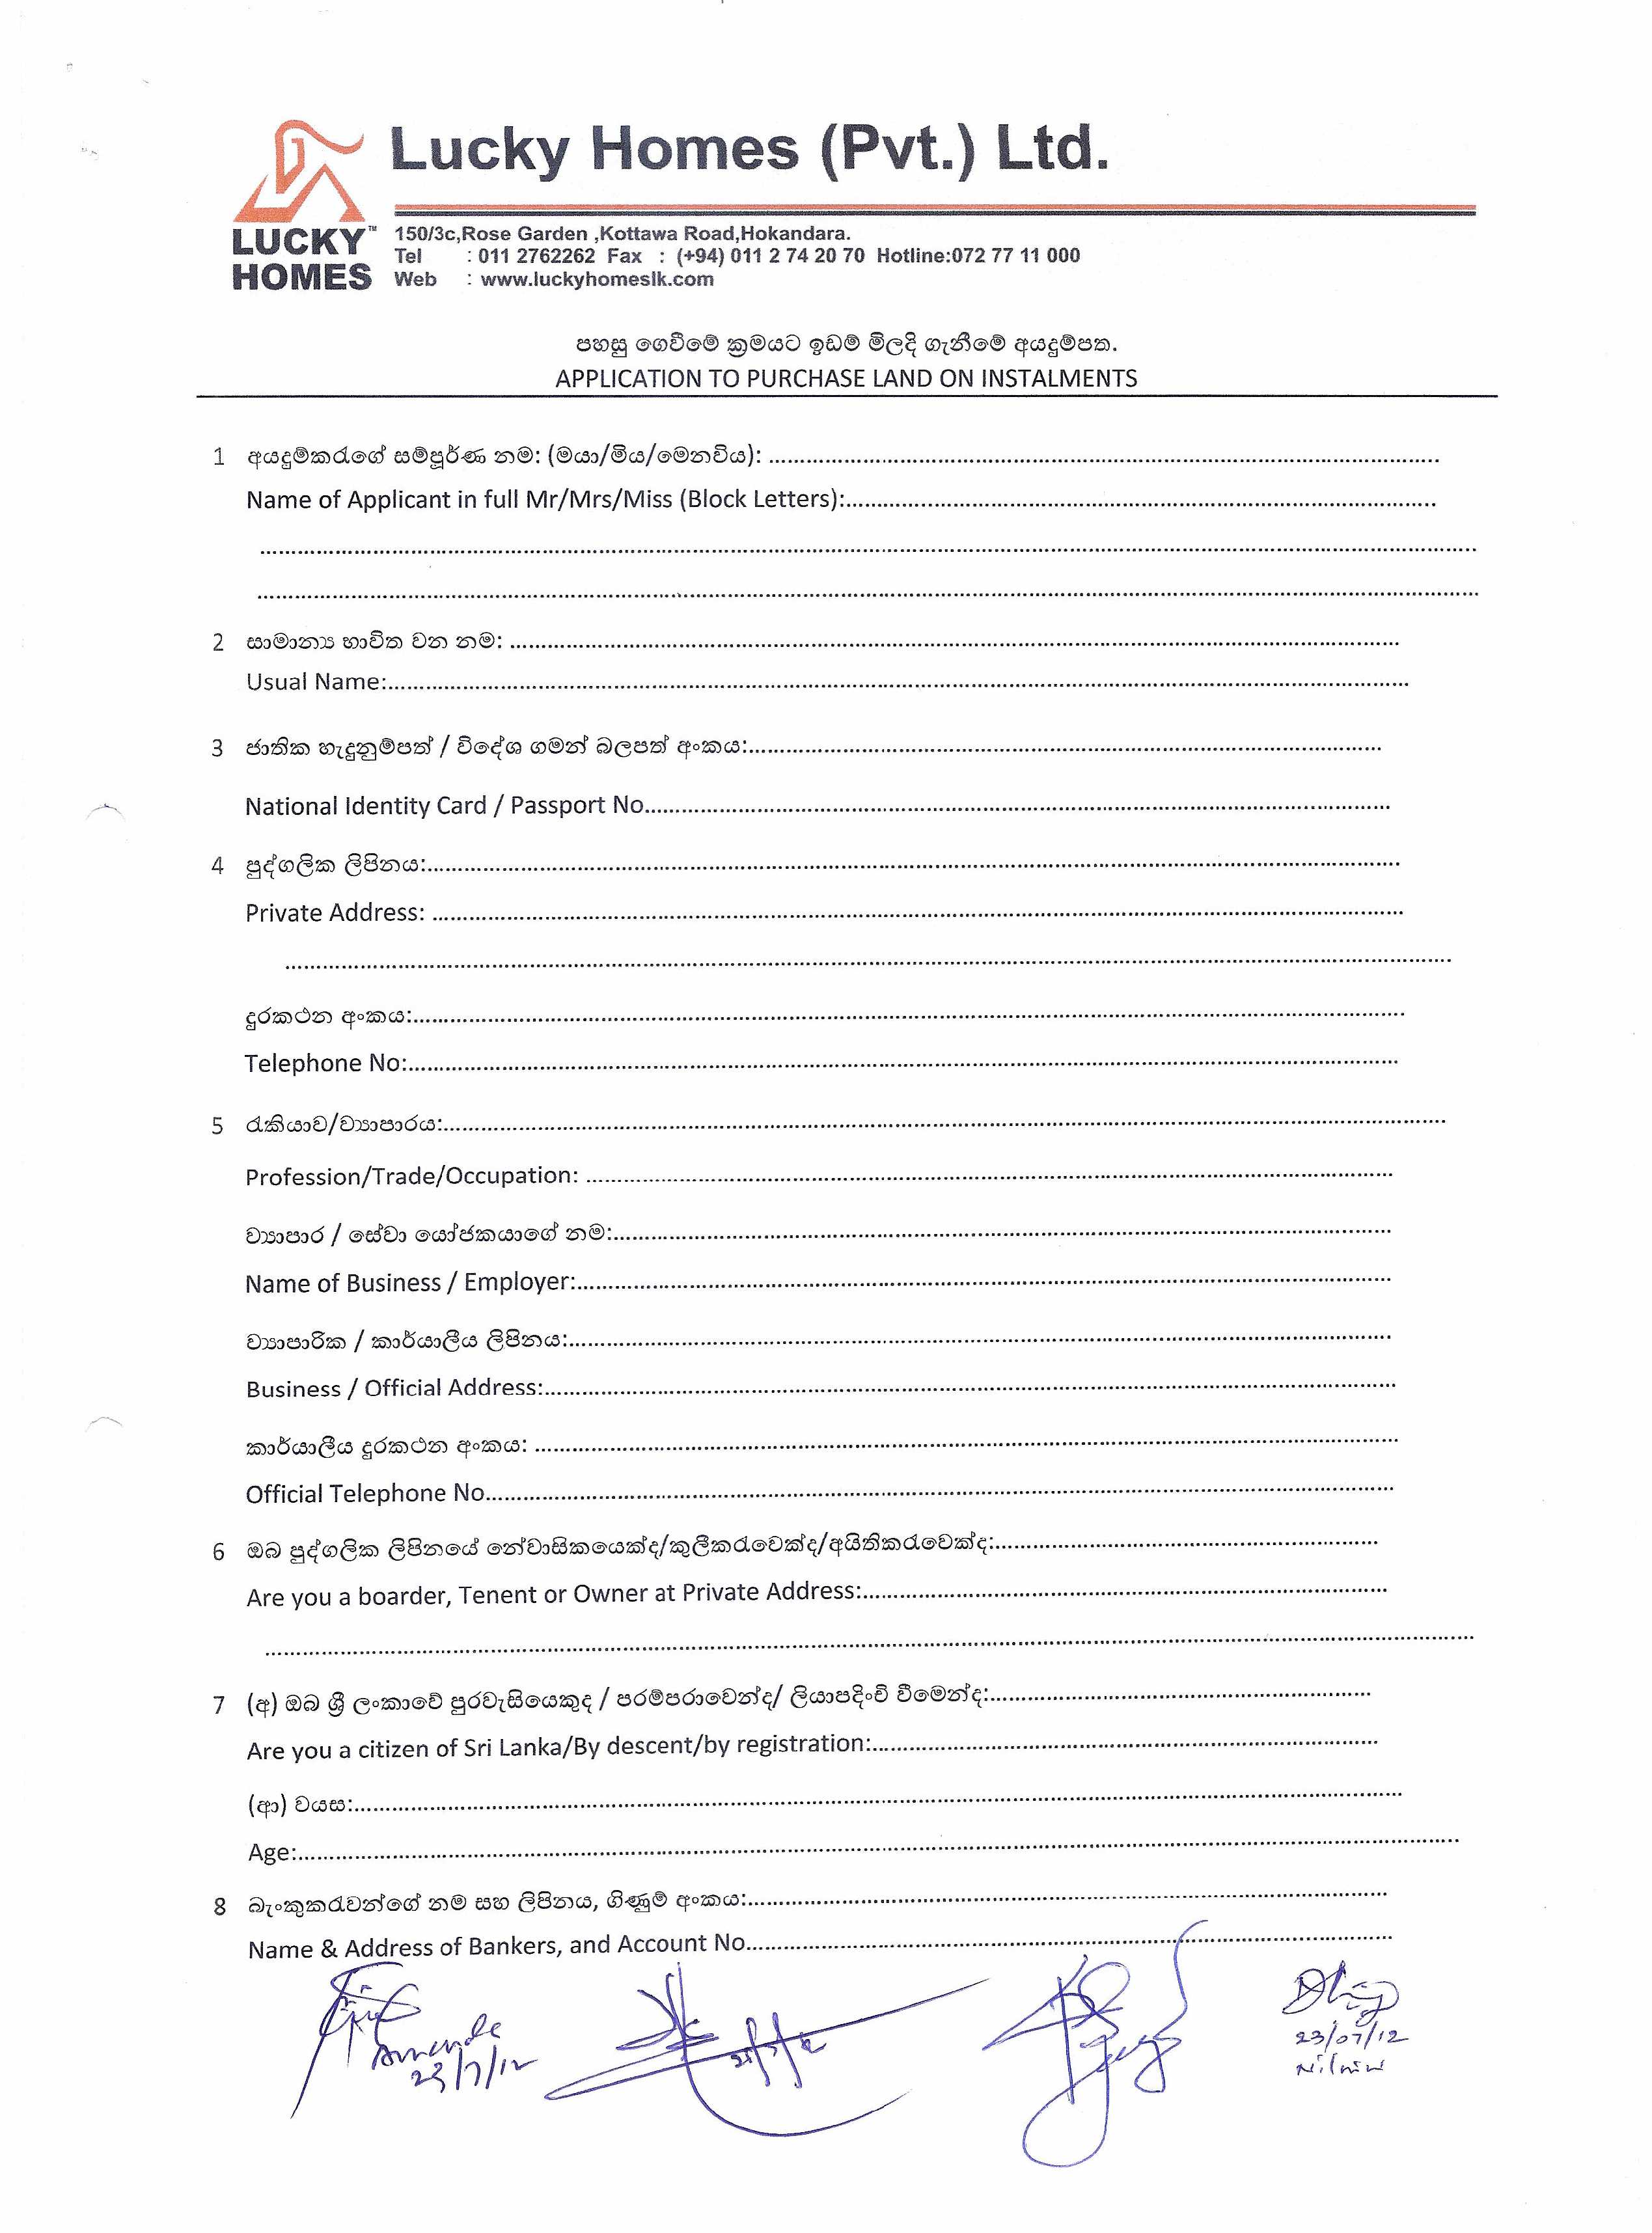 Lucky Homes (Pvt.) Ltd.
LUCKY™
HOMES
150/3c,Rose Garden ,Kottawa Road,Hokandara.
Tel : 011 2762262 Fax : (+94) 011 2 74 20 70 Hotline:072 77 11 000
Web : www.luckyhomeslk.com
පහසු ගෙවීමේ ක්‍රමයට ඉඩම් මිලදි ගැනීමේ අයදුම්පත.
APPLICATION TO PURCHASE LAND ON INSTALMENTS
1 අයදුම්කරුගේ සම්පූර්ණ නම: (මයා/මිය/මෙනවිය):
Name of Applicant in full Mr/Mrs/Miss (Block Letters):
2 සාමාන්‍ය භාවිත වන නම:
Usual Name:
3 ජාතික හැදුනුම්පත් / විදේශ ගමන් බලපත් අංකය:
National Identity Card / Passport No.
4 පුද්ගලික ලිපිනය:
Private Address:
දුරකථන අංකය:
Telephone No:
5 රැකියාව/ව්‍යාපාරය:
Profession/Trade/Occupation:
ව්‍යාපාර / සේවා යෝජකයාගේ නම:
Name of Business / Employer:
ව්‍යාපාරික / කාර්යාලීය ලිපිනය:
Business / Official Address:
කාර්යාලීය දුරකථන අංකය:
Official Telephone No.
6 ඔබ පුද්ගලික ලිපිනයේ නේවාසිකයෙක්ද/කුලීකරුවෙක්ද/අයිතිකරුවෙක්ද:
Are you a boarder, Tenent or Owner at Private Address:
7 (අ) ඔබ ශ්‍රී ලංකාවේ පුරවැසියෙකුද / පරම්පරාවෙන්ද/ ලියාපදිංචි වීමෙන්ද:
Are you a citizen of Sri Lanka/By descent/by registration:
(ආ) වයස:
Age:
8 බැංකුකරුවන්ගේ නම සහ ලිපිනය, ගිණුම් අංකය:
Name & Address of Bankers, and Account No.
23/7/12
23/07/12